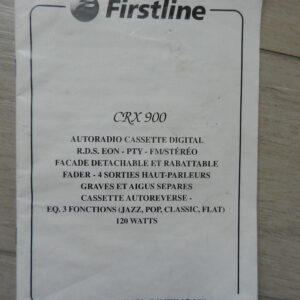 Firstline
CRX 900
AUTORADIO CASSETTE DIGITAL
R.D.S. EON - PTY - FM/STÉRÉO
FACADE DETACHABLE ET RABATTABLE
FADER - 4 SORTIES HAUT-PARLEURS
GRAVES ET AIGUS SEPARES
CASSETTE AUTOREVERSE -
EQ. 3 FONCTIONS (JAZZ, POP, CLASSIC, FLAT)
120 WATTS